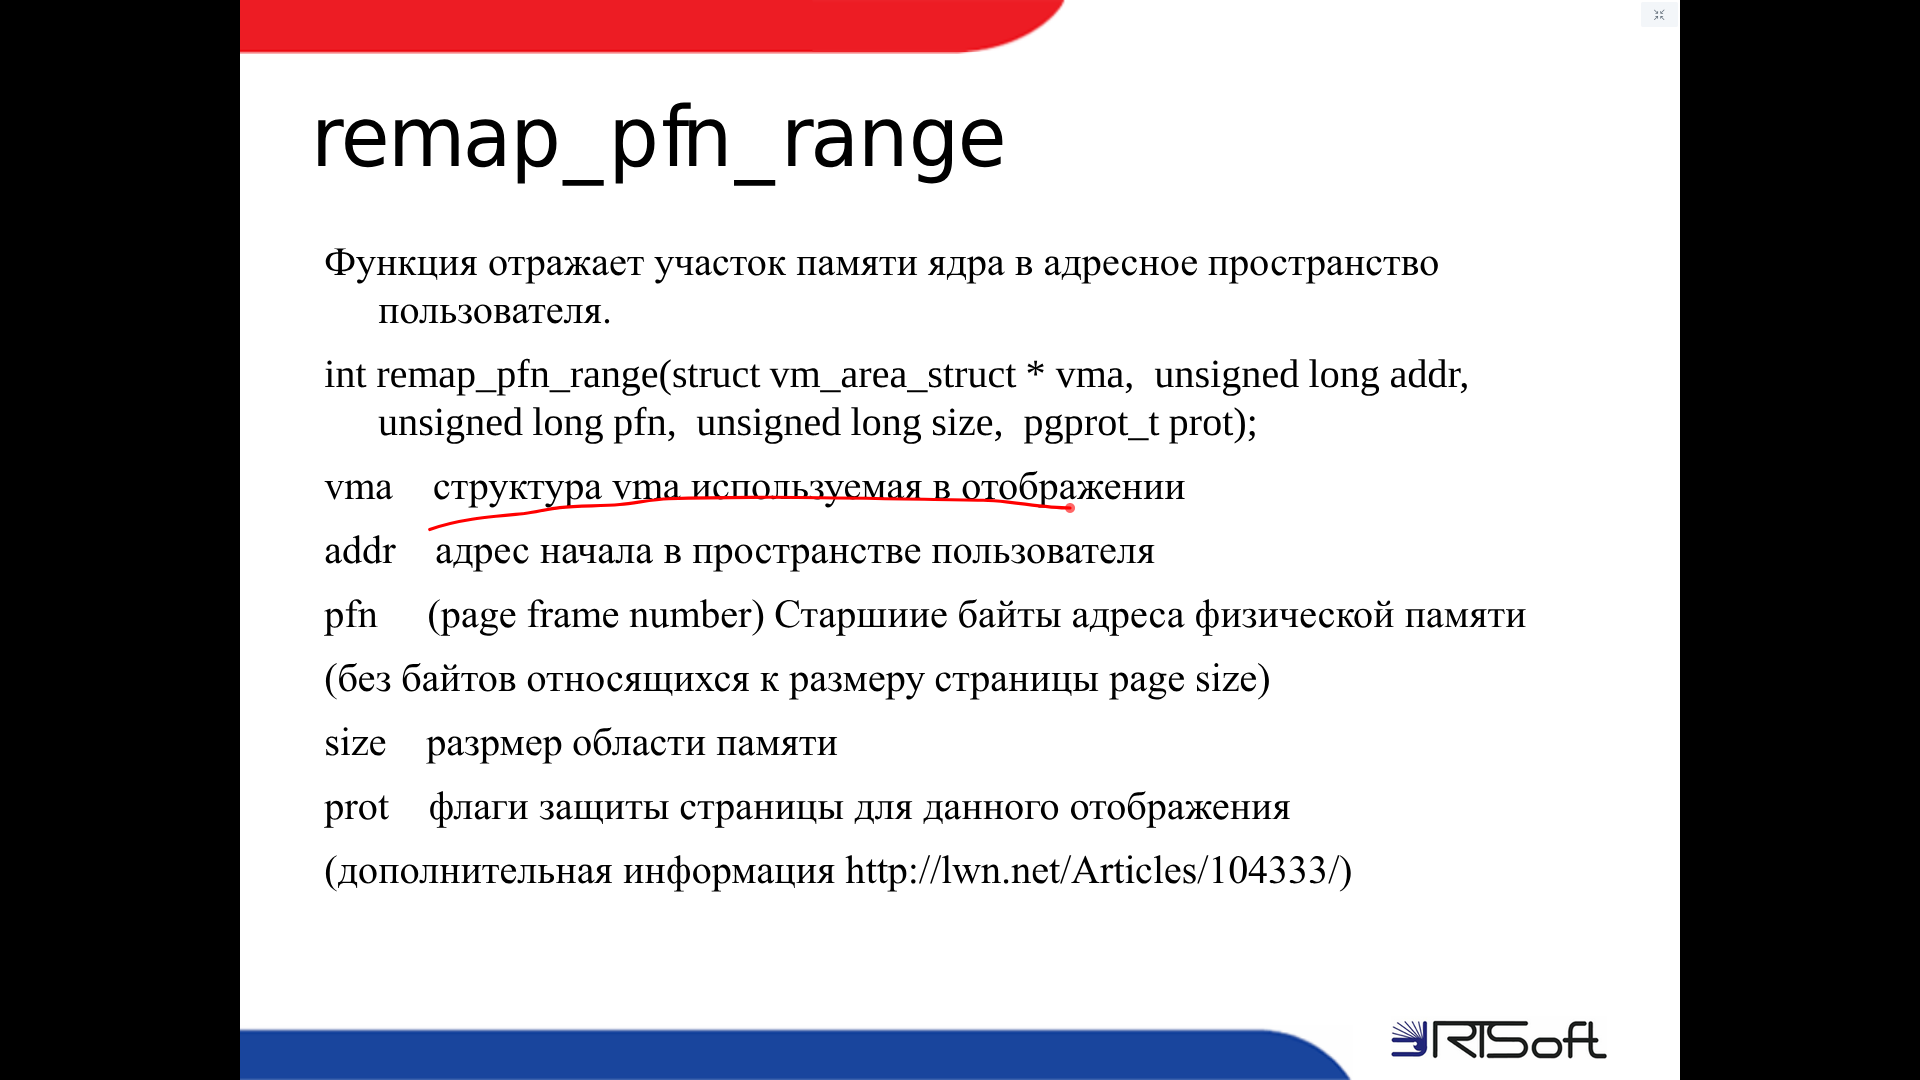 remap_pfn_range
Функция отражает участок памяти ядра в адресное пространство
пользователя.
int remap_pfn_range(struct vm_area_struct * vma,  unsigned long addr,
unsigned long pfn,  unsigned long size,  pgprot_t prot);
vma    структура vma используемая в отображении
addr    адрес начала в пространстве пользователя
pfn     (page frame number) Старшиие байты адреса физической памяти
(без байтов относящихся к размеру страницы page size)
size    разрмер области памяти
prot    флаги защиты страницы для данного отображения
(дополнительная информация http://lwn.net/Articles/104333/)
RTSoft